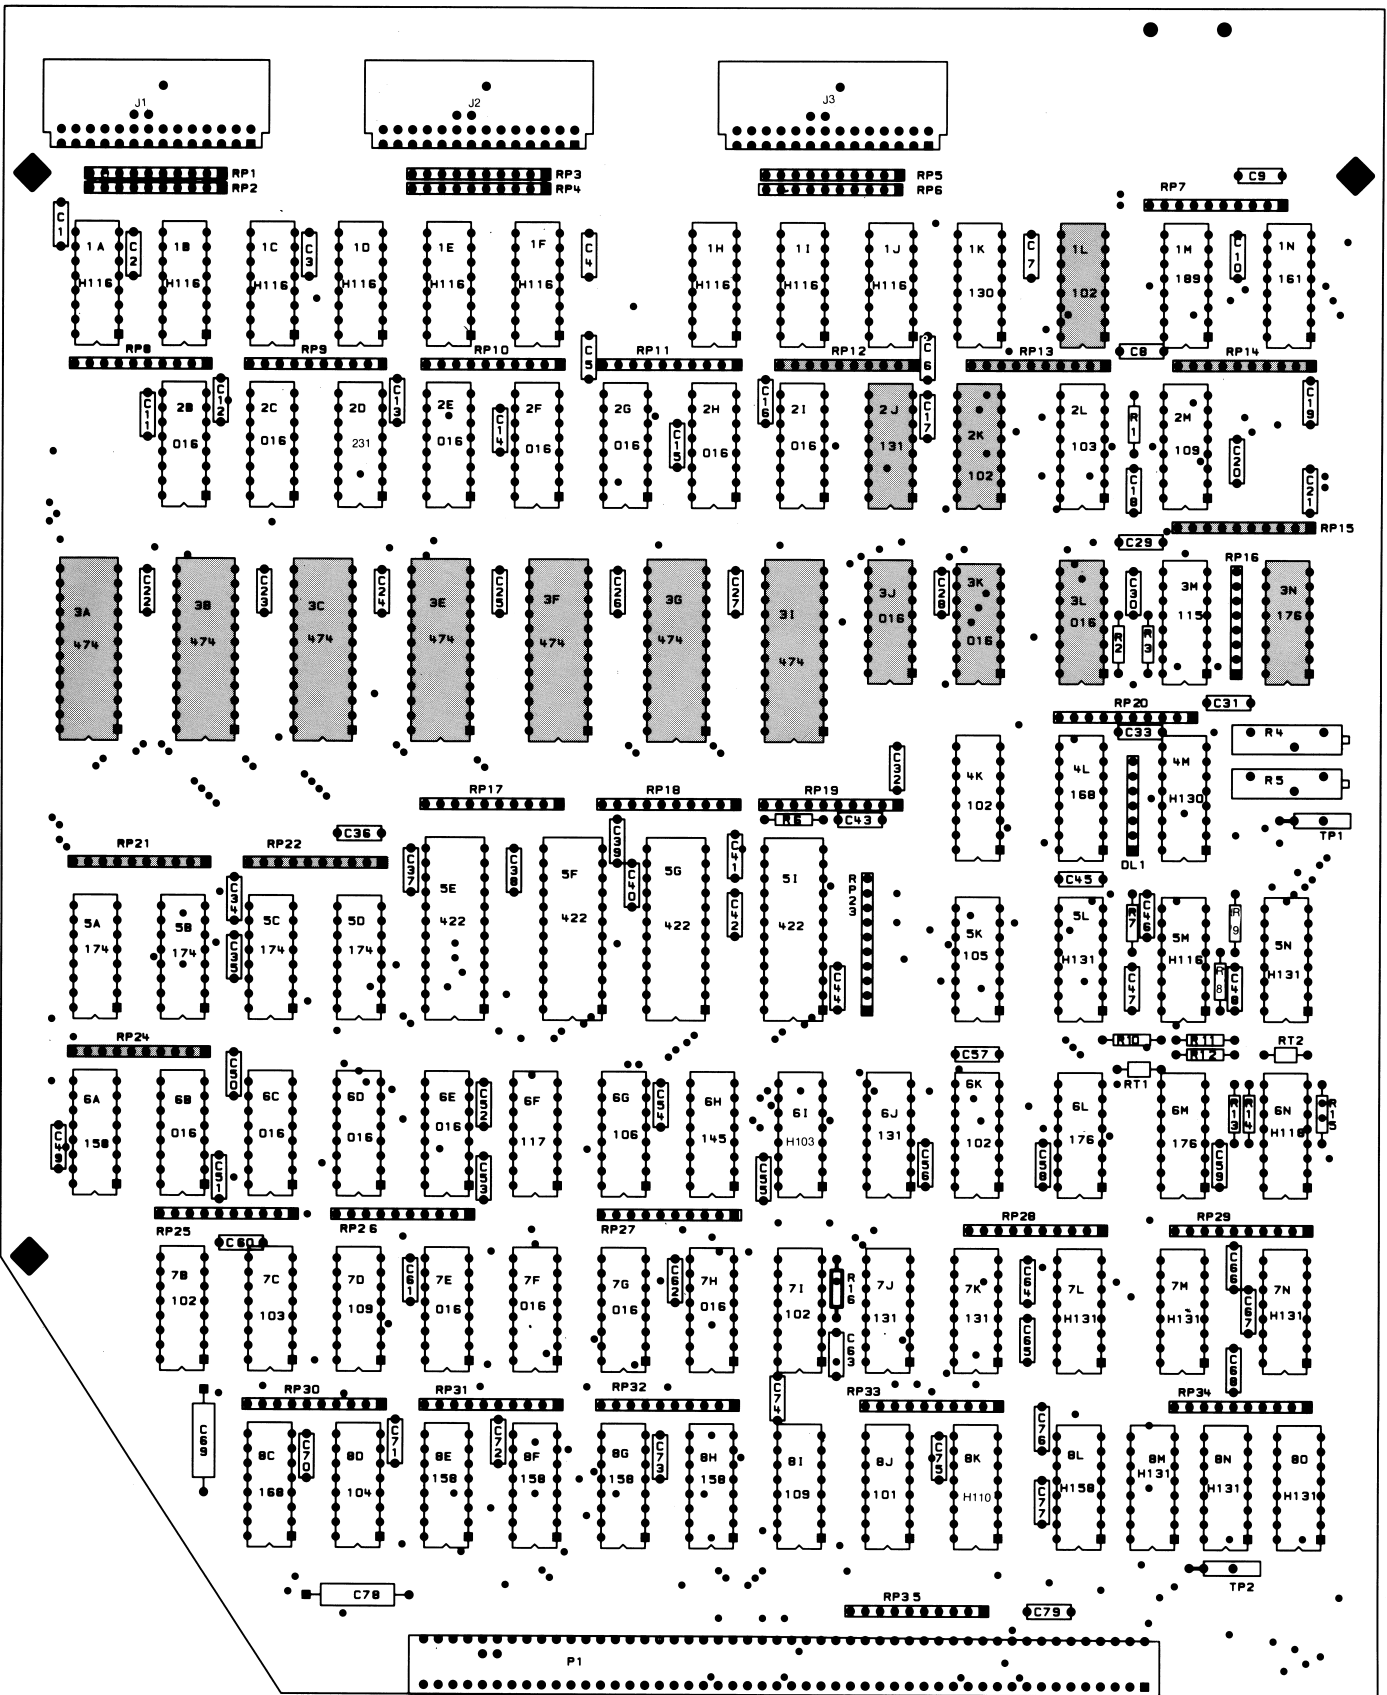 J1 J2 J3
RP1 RP3 RP5 C9
RP2 RP4 RP6 RP7
C1 1A C2 1B 1C C3 1D 1E 1F C4 1H 1I 1J 1K C7 1L 1M C10 1N
H116 H116 H116 H116 H116 H116 H116 H116 H116 130 102 189 161
RP8 RP9 RP10 C5 RP11 RP12 C6 RP13 C8 RP14
C11 2B C12 2C 2D C13 2E C14 2F 2G C15 2H C16 2I 2J C17 2K 2L R1 2M C19
016 016 231 016 016 016 016 016 131 102 103 C18 109 C20 C21
RP15
C29
RP16
3A C22 3B C23 3C C24 3E C25 3F C26 3G C27 3I 3J C28 3K 3L C30 3M 3N
474 474 474 474 474 474 474 016 016 016 R2 R3 115 176
RP20 C31
C33 R4
C32 4K 4L 4M R5
102 168 H130
RP17 RP18 RP19
R6 C43 TP1
RP21 RP22 C36 C39 DL1
C34 C37 5E C38 5F C40 5G C41 5I RP23 C45
5A 5B C35 5C 5D 422 422 422 C42 422 5K 5L R7 C46 5M R9 5N
174 174 174 174 C44 105 H131 C47 H116 R8 C48 H131
RP24 R10 R11 RT2
C50 C57 R12
RT1
6A 6B 6C 6D 6E C52 6F 6G C54 6H 6I 6J 6K 6L 6M R13 R14 6N R15
C49 158 016 016 016 016 117 106 145 H103 131 102 176 176 H116
C51 C53 C55 C56 C58 C59
RP25 RP26 RP27 RP28 RP29
C60
7B 7C 7D C61 7E 7F 7G C62 7H 7I R16 7J 7K C64 7L 7M C66 7N
102 103 109 016 016 016 016 102 C63 131 131 C65 H131 H131 C67 H131
C68
RP30 RP31 RP32 C74 RP33 RP34
C69 8C C70 8D C71 8E C72 8F 8G C73 8H 8I 8J C75 8K C76 8L 8M 8N 8O
168 104 158 158 158 158 109 101 H110 C77 H158 H131 H131 H131
C78 TP2
RP35 C79
P1